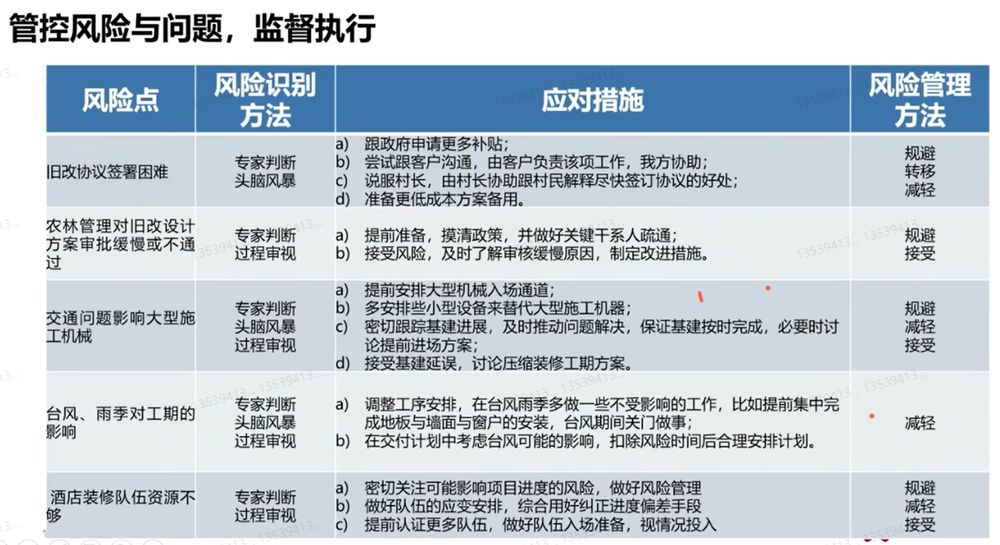 管控风险与问题，监督执行
风险点
风险识别
方法
应对措施
风险管理
方法
旧改协议签署困难
专家判断
头脑风暴
a) 跟政府申请更多补贴；
b) 尝试跟客户沟通，由客户负责该项工作，我方协助；
c) 说服村长，由村长协助跟村民解释尽快签订协议的好处；
d) 准备更低成本方案备用。
规避
转移
减轻
农林管理对旧改设计
方案审批缓慢或不通
过
专家判断
过程审视
a) 提前准备，摸清政策，并做好关键干系人疏通；
b) 接受风险，及时了解审核缓慢原因，制定改进措施。
规避
接受
交通问题影响大型施
工机械
专家判断
头脑风暴
过程审视
a) 提前安排大型机械入场通道；
b) 多安排些小型设备来替代大型施工机器；
c) 密切跟踪基建进展，及时推动问题解决，保证基建按时完成，必要时讨
论提前进场方案；
d) 接受基建延误，讨论压缩装修工期方案。
规避
减轻
接受
台风、雨季对工期的
影响
专家判断
头脑风暴
过程审视
a) 调整工序安排，在台风雨季多做一些不受影响的工作，比如提前集中完
成地板与墙面与窗户的安装，台风期间关门做事；
b) 在交付计划中考虑台风可能的影响，扣除风险时间后合理安排计划。
减轻
酒店装修队伍资源不
够
专家判断
过程审视
a) 密切关注可能影响项目进度的风险，做好风险管理
b) 做好队伍的应变安排，综合用好纠正进度偏差手段
c) 提前认证更多队伍，做好队伍入场准备，视情况投入
规避
减轻
接受
13539413...